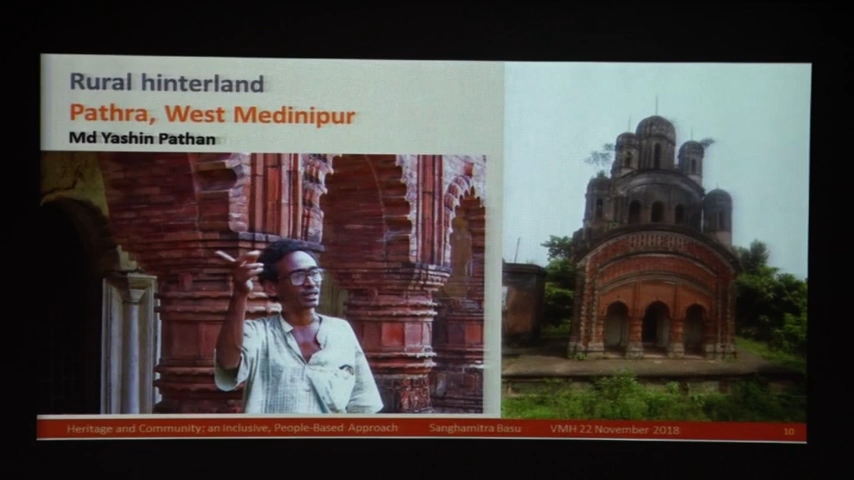 Rural hinterland
Pathra, West Medinipur
Md Yashin Pathan
Heritage and Community: an Inclusive, People-Based Approach Sanghamitra Basu VMH 22 November 2018 10